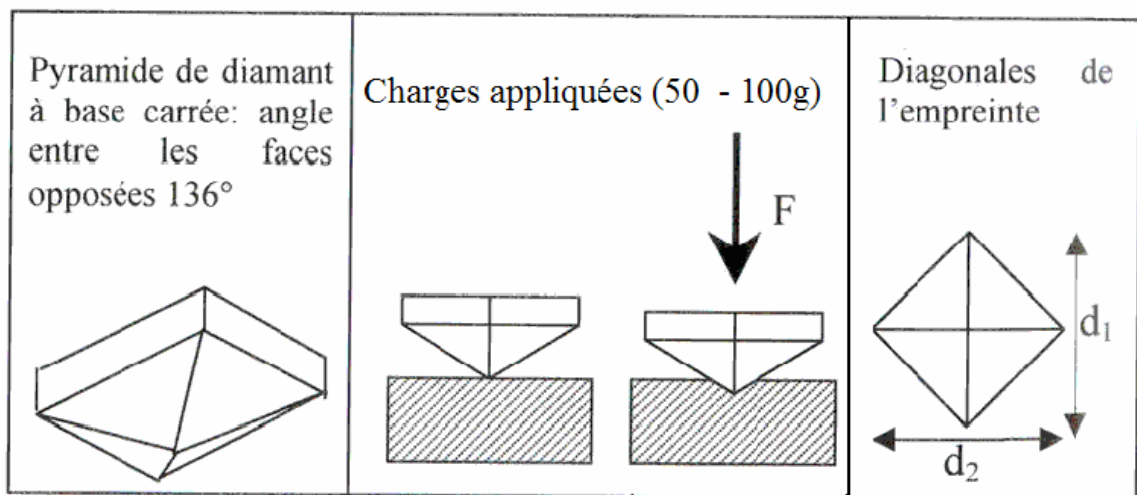 Pyramide de diamant
à base carrée: angle
entre les faces
opposées 136°
Charges appliquées (50 - 100g)
F
Diagonales de
l'empreinte
d₁
d₂